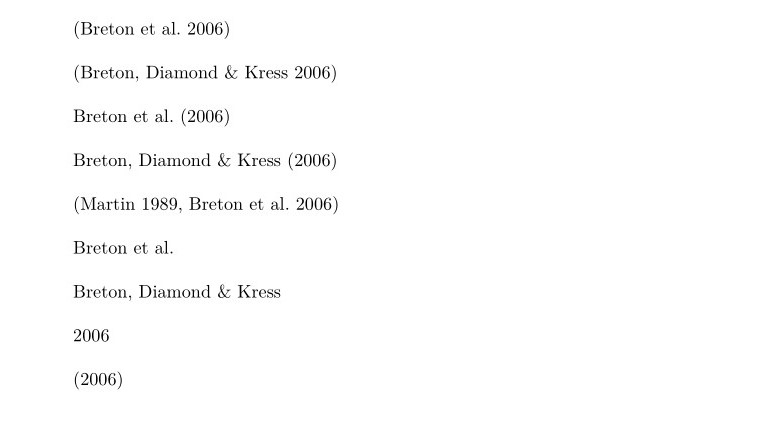 (Breton et al. 2006)
(Breton, Diamond & Kress 2006)
Breton et al. (2006)
Breton, Diamond & Kress (2006)
(Martin 1989, Breton et al. 2006)
Breton et al.
Breton, Diamond & Kress
2006
(2006)